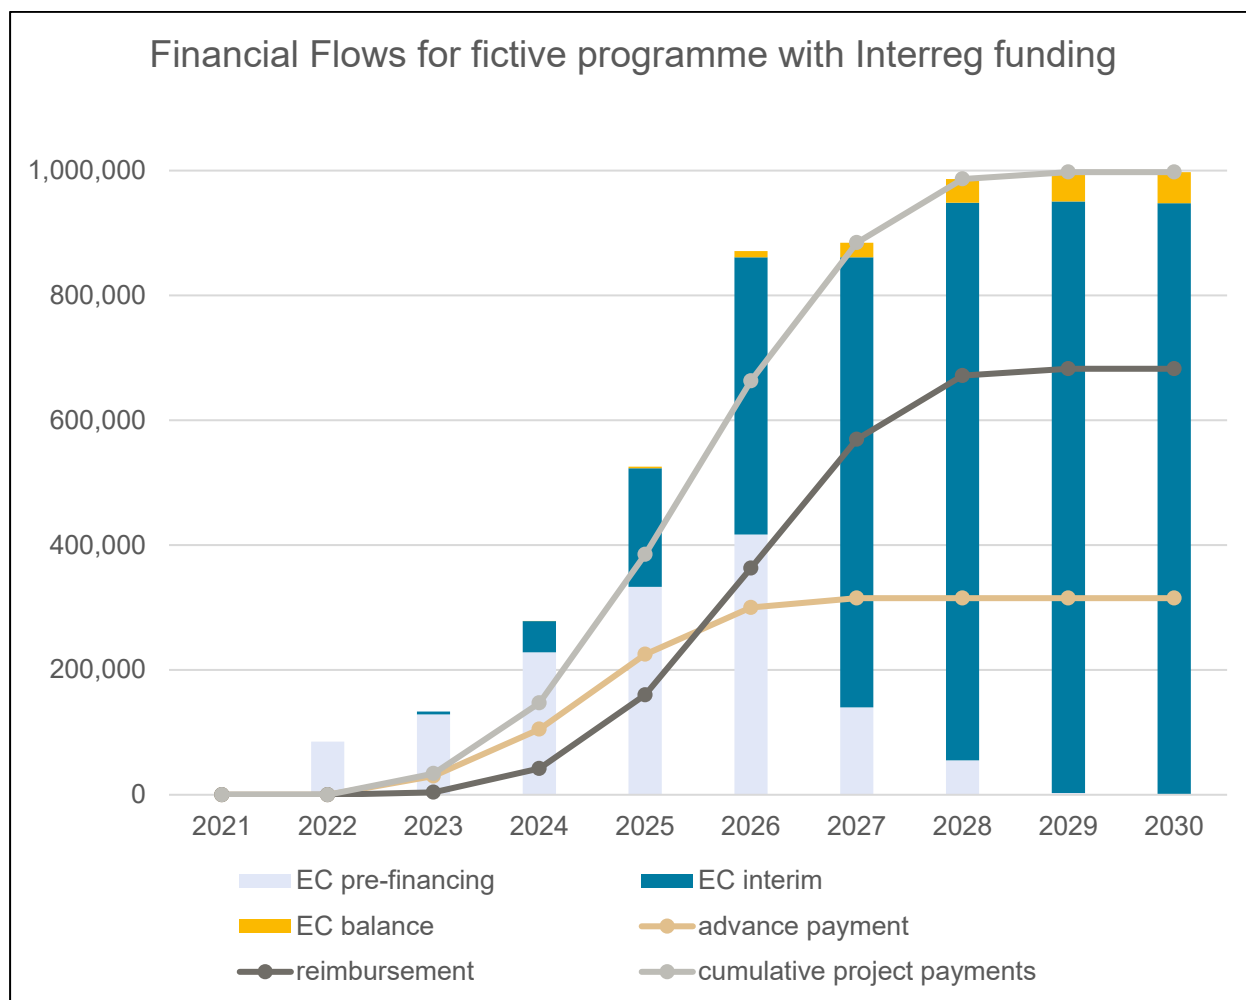 Financial Flows for fictive programme with Interreg funding
1,000,000
800,000
600,000
400,000
200,000
0
2021 2022 2023 2024 2025 2026 2027 2028 2029 2030
EC pre-financing EC interim
EC balance advance payment
reimbursement cumulative project payments